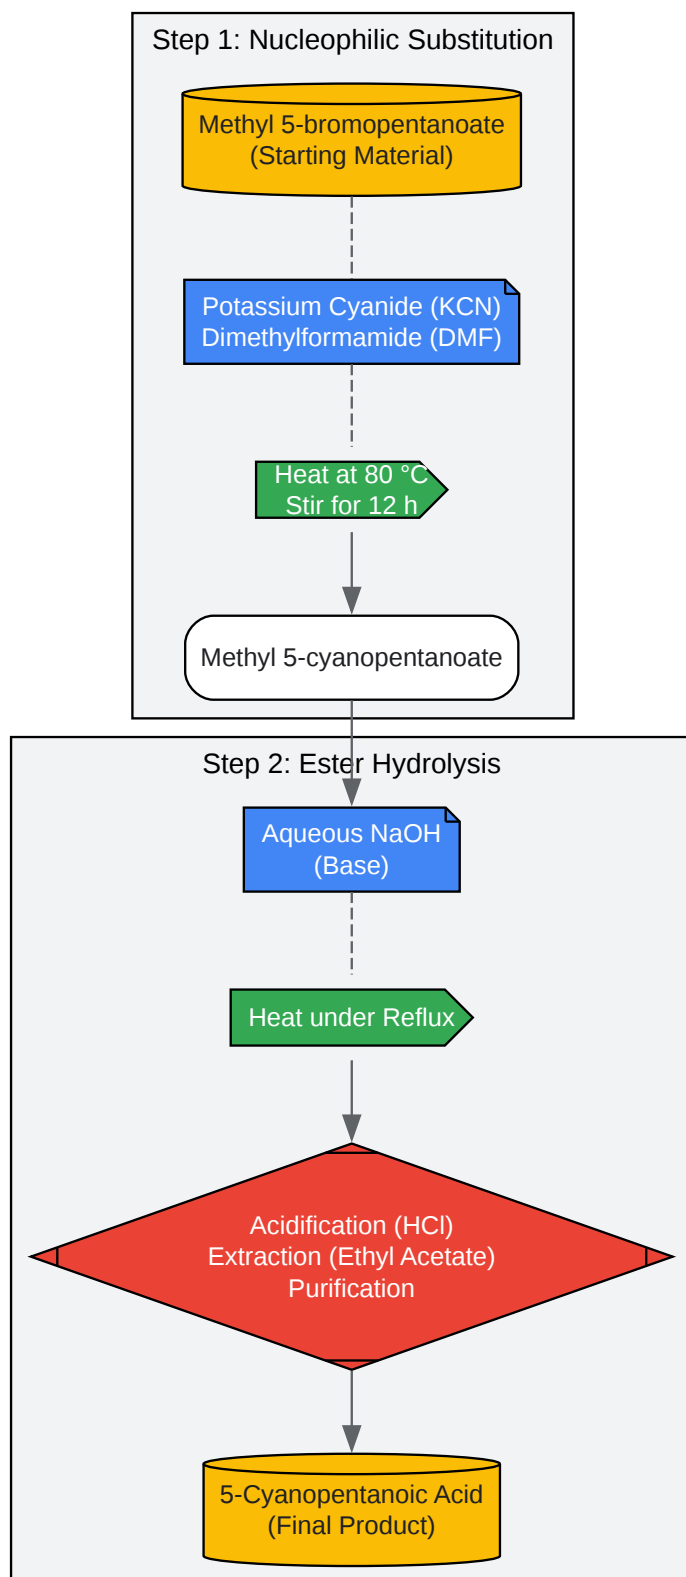 Step 1: Nucleophilic Substitution
Methyl 5-bromopentanoate
(Starting Material)
Potassium Cyanide (KCN)
Dimethylformamide (DMF)
Heat at 80 °C
Stir for 12 h
Methyl 5-cyanopentanoate
Step 2: Ester Hydrolysis
Aqueous NaOH
(Base)
Heat under Reflux
Acidification (HCl)
Extraction (Ethyl Acetate)
Purification
5-Cyanopentanoic Acid
(Final Product)